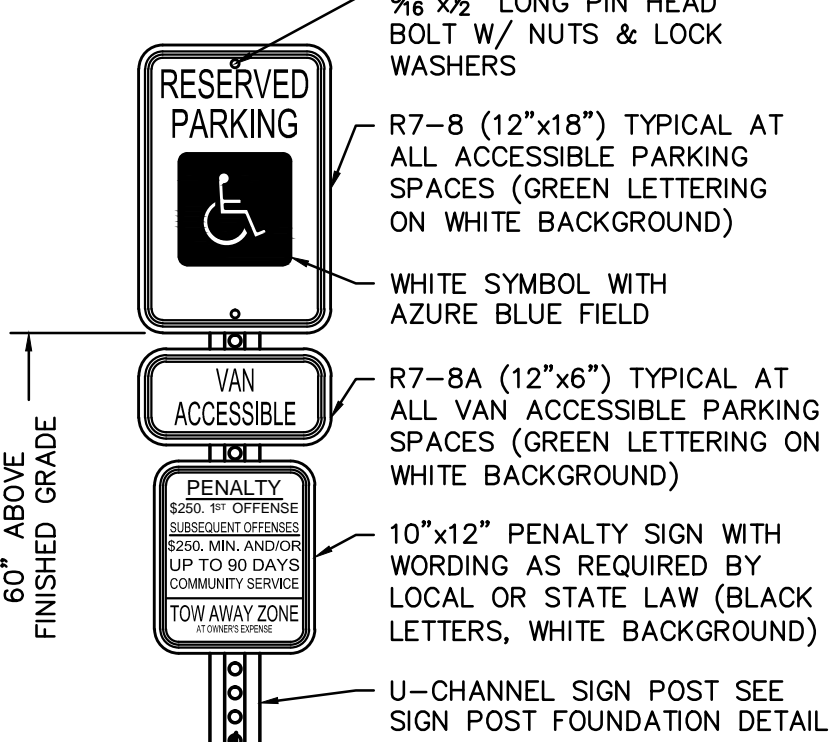 LONG PIN HEAD
BOLT W/ NUTS & LOCK
WASHERS
RESERVED
PARKING
R7-8 (12"x18") TYPICAL AT
ALL ACCESSIBLE PARKING
SPACES (GREEN LETTERING
ON WHITE BACKGROUND)
WHITE SYMBOL WITH
AZURE BLUE FIELD
VAN
ACCESSIBLE
R7-8A (12"x6") TYPICAL AT
ALL VAN ACCESSIBLE PARKING
SPACES (GREEN LETTERING ON
WHITE BACKGROUND)
60" ABOVE
FINISHED GRADE
PENALTY
$250. 1ST OFFENSE
SUBSEQUENT OFFENSES
$250. MIN. AND/OR
UP TO 90 DAYS
COMMUNITY SERVICE
TOW AWAY ZONE
AT OWNER'S EXPENSE
10"x12" PENALTY SIGN WITH
WORDING AS REQUIRED BY
LOCAL OR STATE LAW (BLACK
LETTERS, WHITE BACKGROUND)
U-CHANNEL SIGN POST SEE
SIGN POST FOUNDATION DETAIL